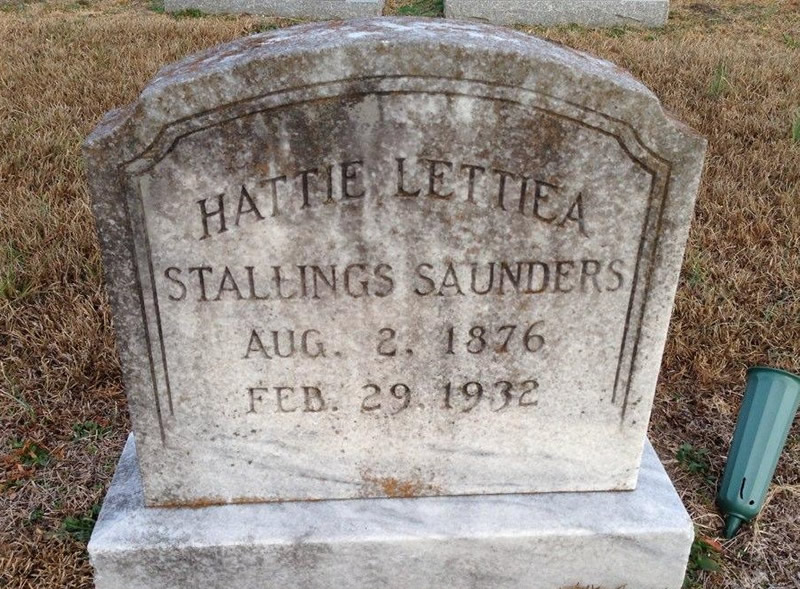 HATTIE LETTIEA
STALLINGS SAUNDERS
AUG. 2. 1876
FEB. 29. 1932